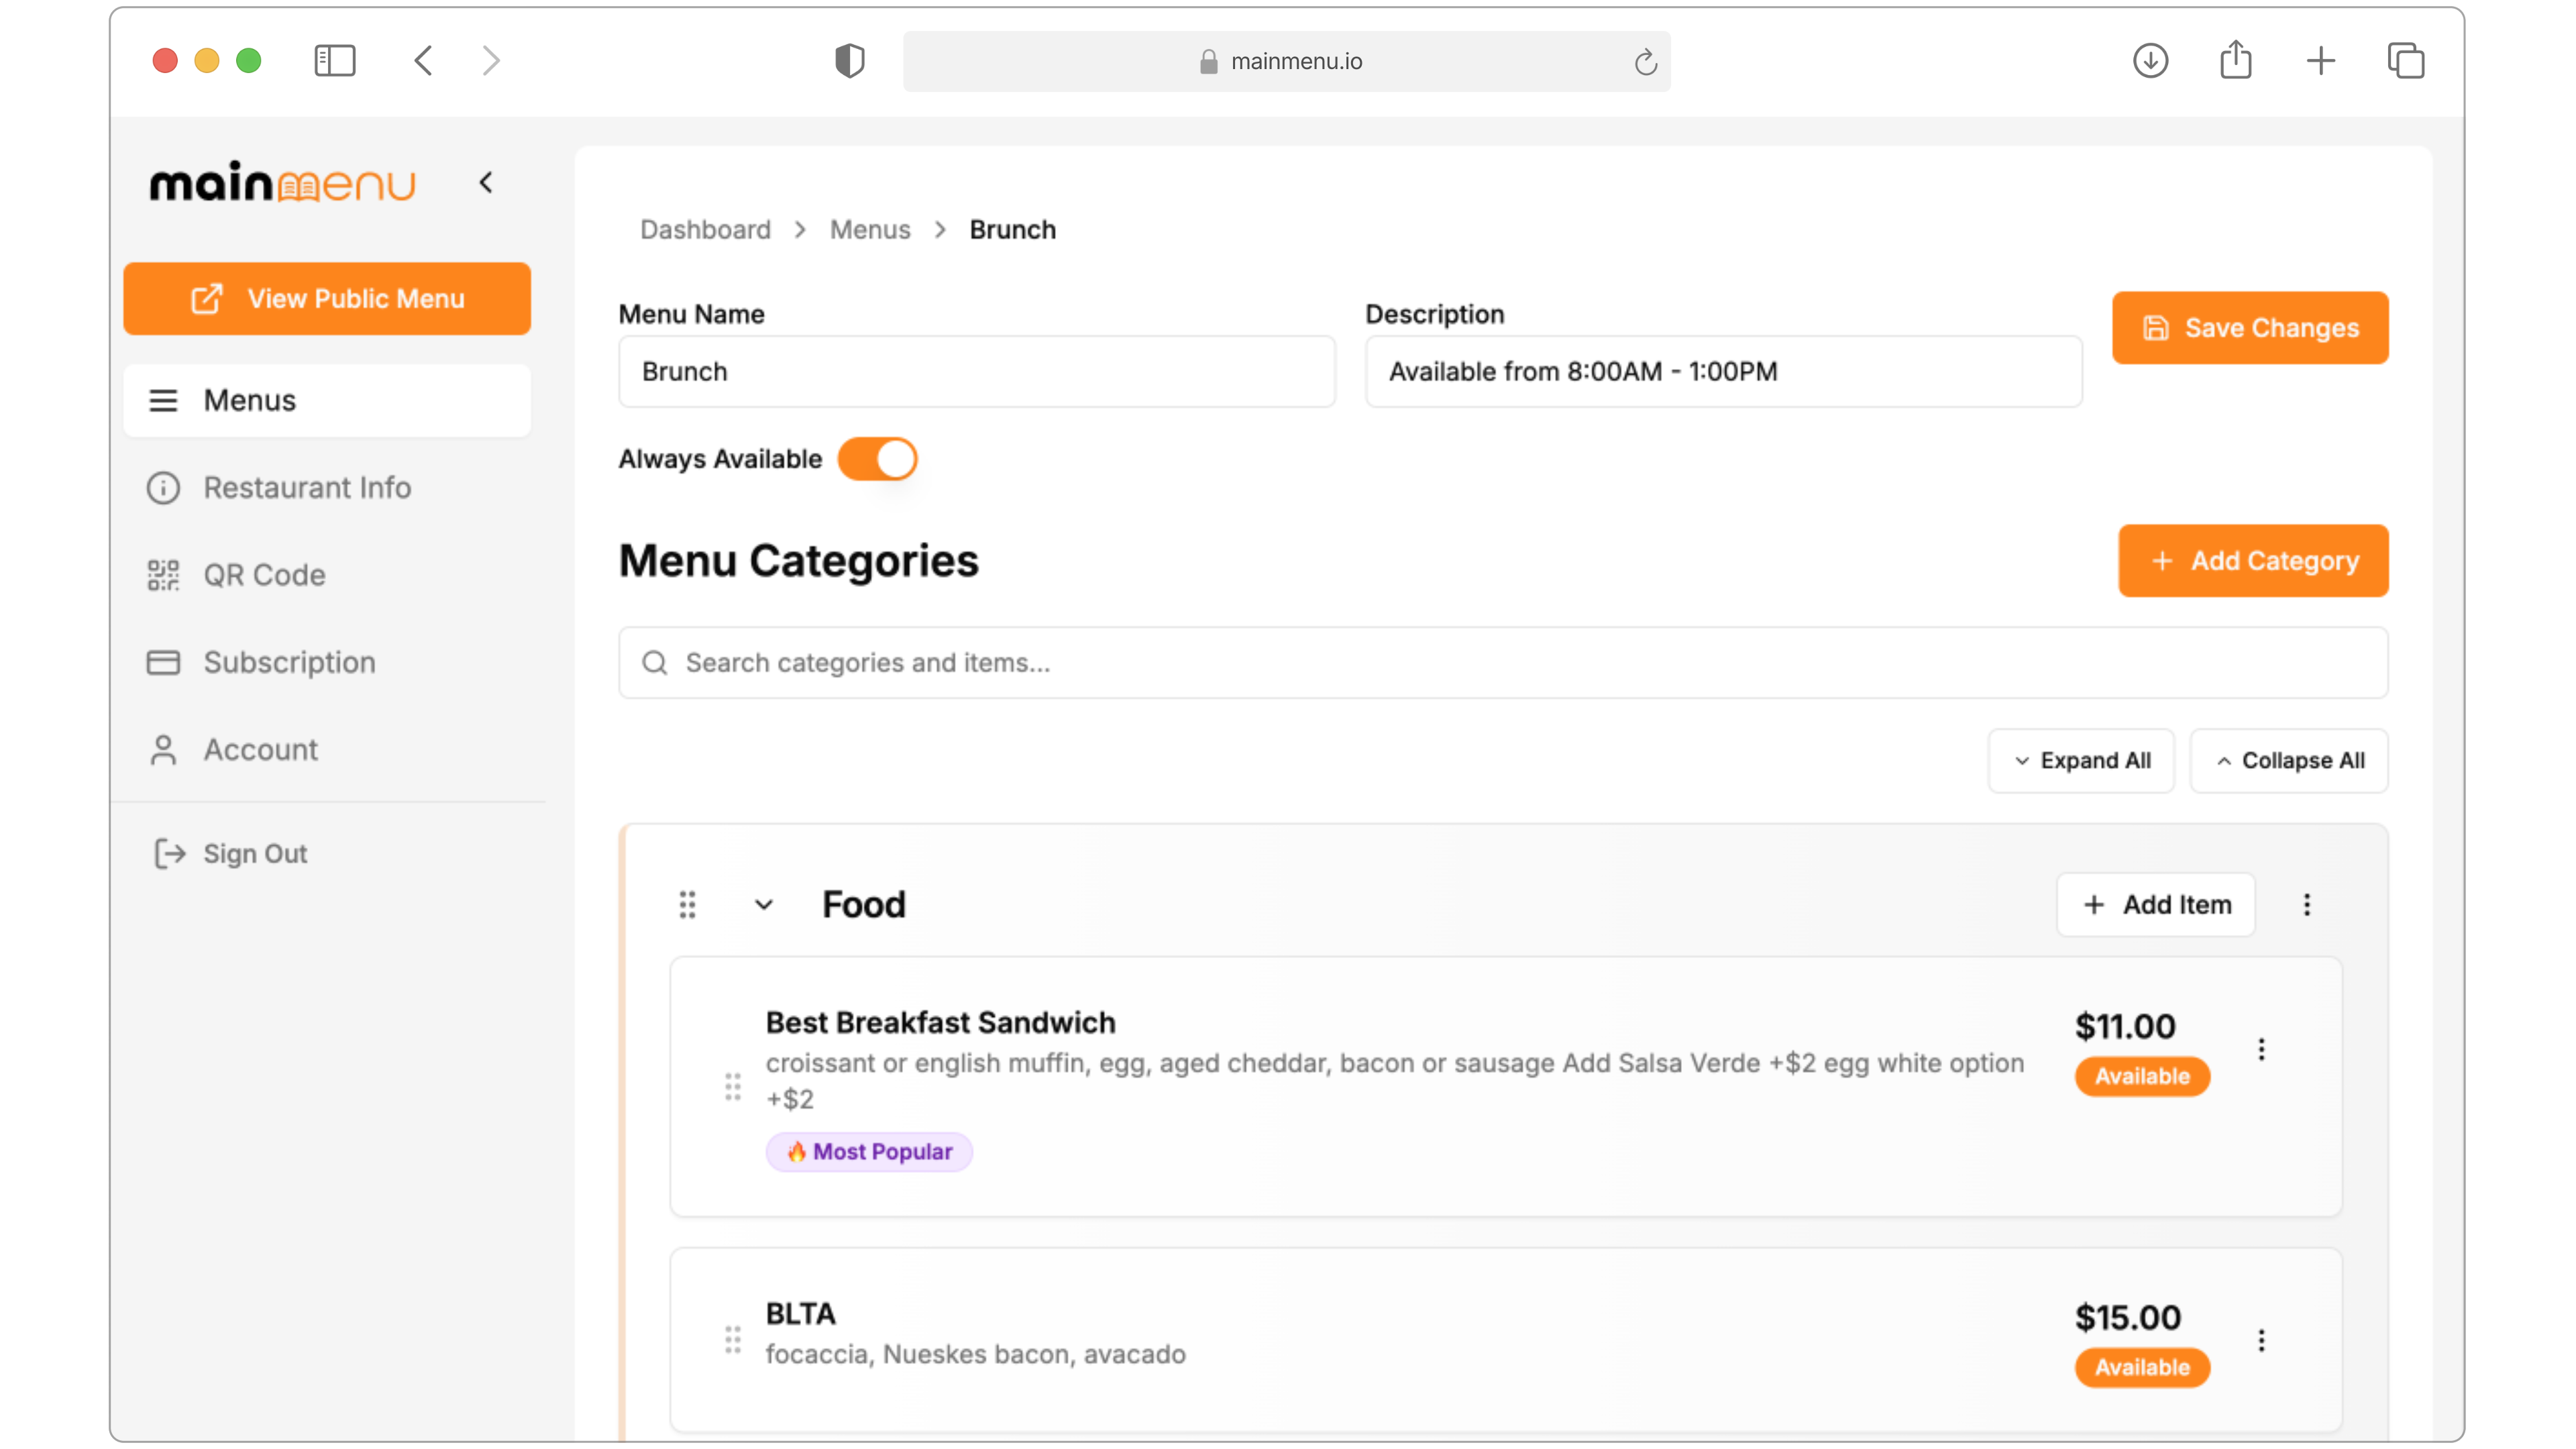 mainmenu.io
mainmenu
View Public Menu
Menus
Restaurant Info
QR Code
Subscription
Account
Sign Out
Dashboard > Menus > Brunch
Menu Name
Brunch
Description
Available from 8:00AM - 1:00PM
Save Changes
Always Available
Menu Categories
+ Add Category
Search categories and items...
Expand All
Collapse All
Food
+ Add Item
Best Breakfast Sandwich
croissant or english muffin, egg, aged cheddar, bacon or sausage Add Salsa Verde +$2 egg white option
+$2
🔥 Most Popular
$11.00
Available
BLTA
focaccia, Nueskes bacon, avacado
$15.00
Available